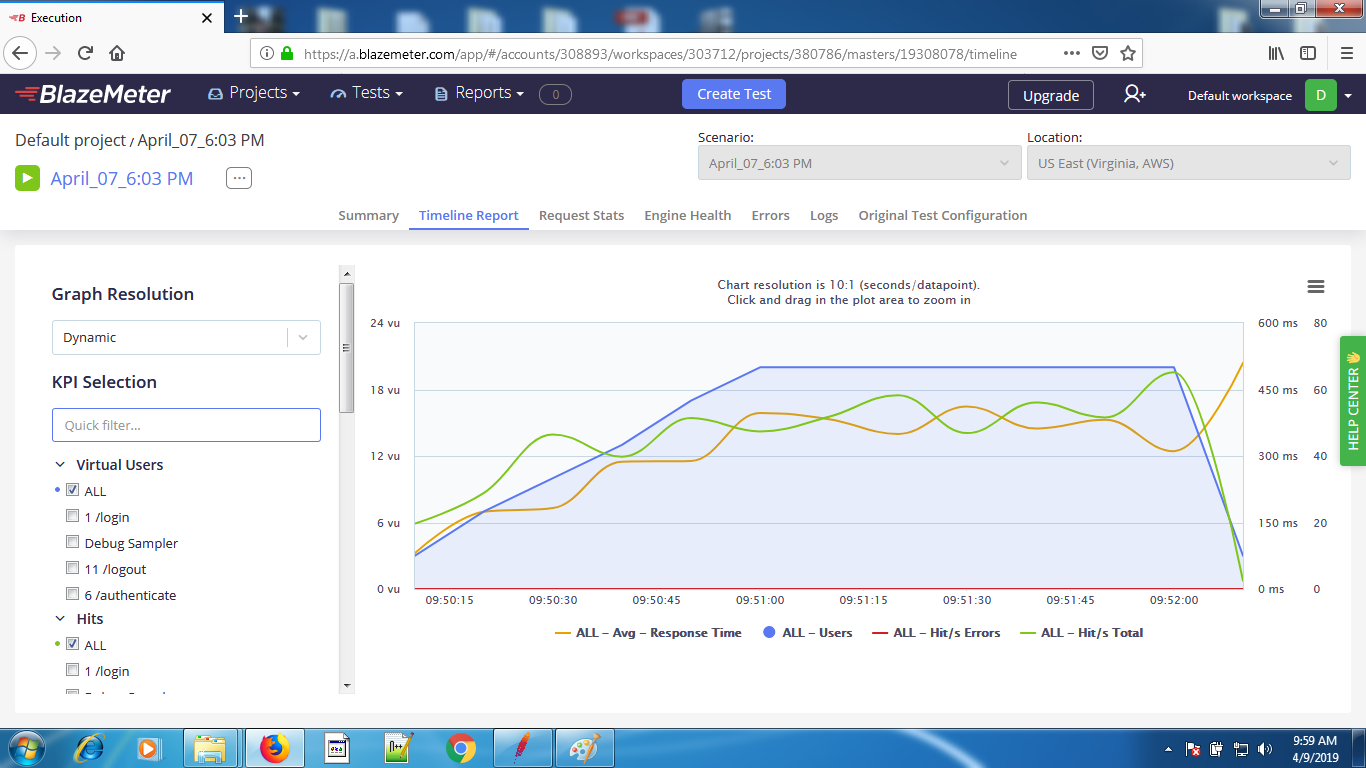 Execution
https://a.blazemeter.com/app/#/accounts/308893/workspaces/303712/projects/380786/masters/19308078/timeline
BlazeMeter Projects Tests Reports 0 Create Test Upgrade Default workspace D
Default project / April_07_6:03 PM
Scenario: Location:
April_07_6:03 PM US East (Virginia, AWS)
April_07_6:03 PM
Summary Timeline Report Request Stats Engine Health Errors Logs Original Test Configuration
Graph Resolution
Dynamic
KPI Selection
Quick filter...
Virtual Users
ALL
1 /login
Debug Sampler
11 /logout
6 /authenticate
Hits
ALL
1 /login
Chart resolution is 10:1 (seconds/datapoint).
Click and drag in the plot area to zoom in
24 vu 600 ms 80
18 vu 450 ms 60
12 vu 300 ms 40
6 vu 150 ms 20
0 vu 0 ms 0
09:50:15 09:50:30 09:50:45 09:51:00 09:51:15 09:51:30 09:51:45 09:52:00
ALL – Avg – Response Time ALL – Users ALL – Hit/s Errors ALL – Hit/s Total
HELP CENTER
9:59 AM
4/9/2019